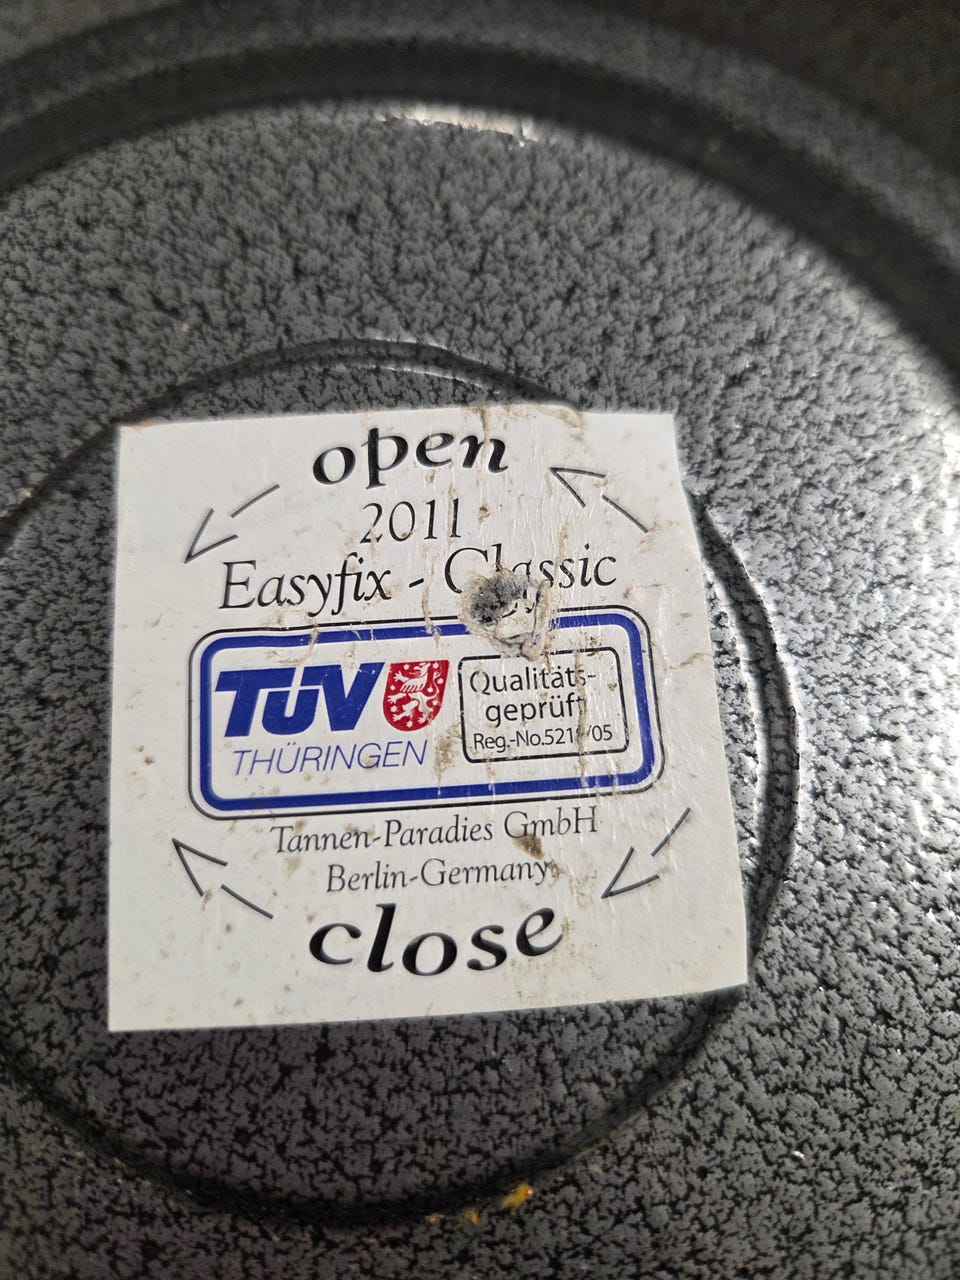 open
2011
Easyfix - Classic
TÜV
THÜRINGEN
Qualitäts-
geprüft
Tannen-Paradies GmbH
Berlin-Germany
close